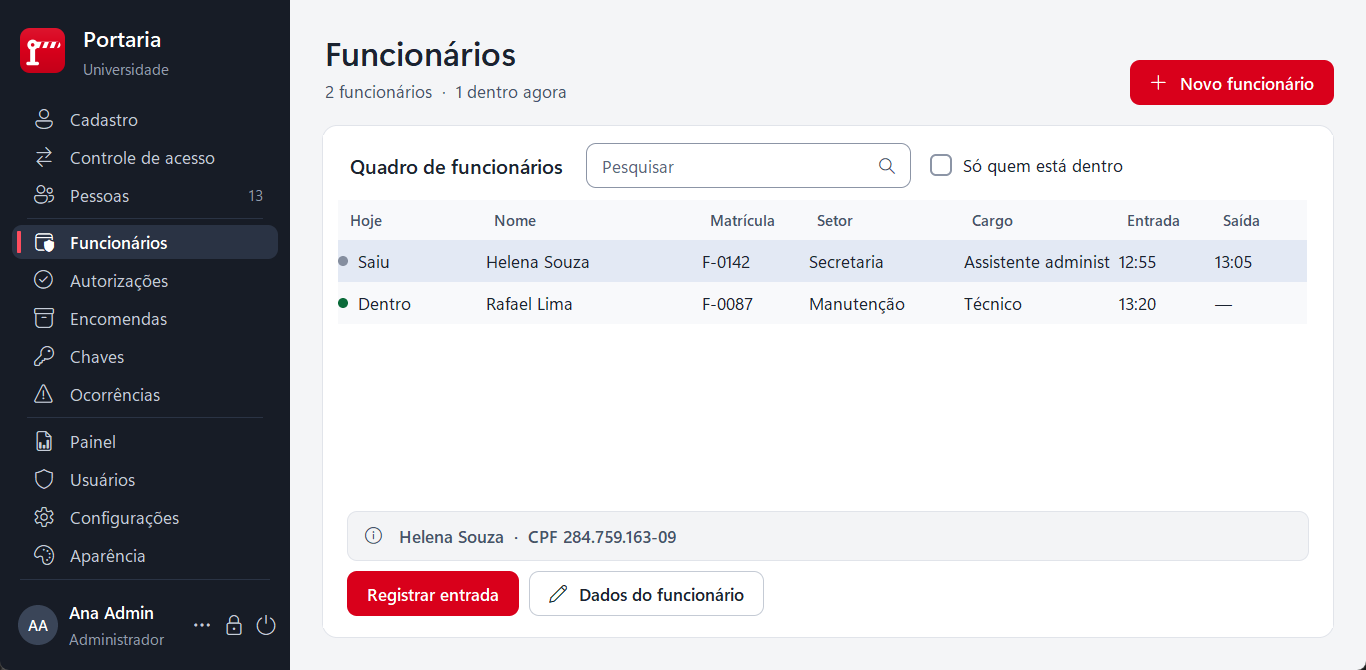 Portaria
Universidade
Cadastro
Controle de acesso
Pessoas 13
Funcionários
Autorizações
Encomendas
Chaves
Ocorrências
Painel
Usuários
Configurações
Aparência
AA
Ana Admin
Administrador
Funcionários
2 funcionários · 1 dentro agora
Novo funcionário
Quadro de funcionários
Pesquisar
Só quem está dentro
Hoje Nome Matrícula Setor Cargo Entrada Saída
Saiu Helena Souza F-0142 Secretaria Assistente administ 12:55 13:05
Dentro Rafael Lima F-0087 Manutenção Técnico 13:20 —
Helena Souza · CPF 284.759.163-09
Registrar entrada
Dados do funcionário